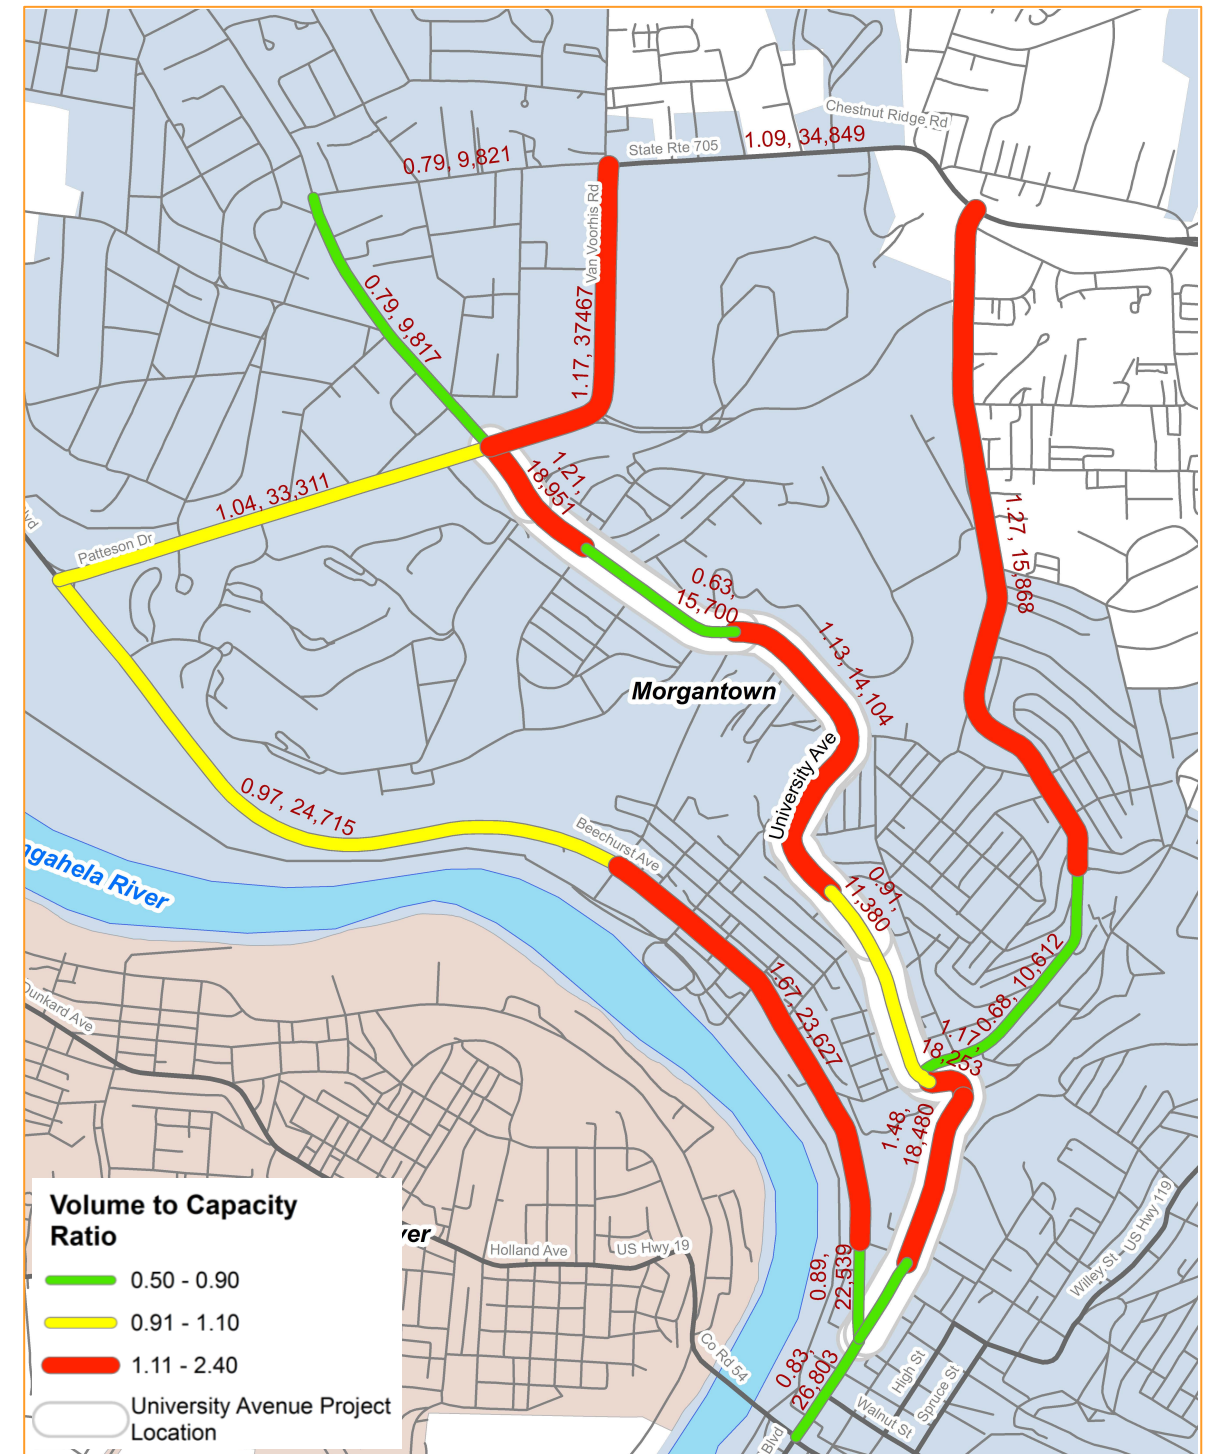 Chestnut Ridge Rd
1.09, 34,849
State Rte 705
0.79, 9,821
Van Voorhis Rd
0.79, 9,817
1.17, 37467
1.21,
18,951
1.04, 33,311
Patteson Dr
1.27, 15,868
0.63,
15,700
1.13, 14,104
Morgantown
University Ave
0.97, 24,715
Beechurst Ave
0.91,
11,380
ngahela River
1.67, 23,627
0.68, 10,612
1.17,
18,253
Dunkard Ave
1.48,
18,480
US Hwy 119
Willey St
Volume to Capacity
Ratio
0.50 - 0.90
0.91 - 1.10
1.11 - 2.40
University Avenue Project
Location
ver
Holland Ave
US Hwy 19
0.89,
22,539
Co Rd 54
0.83,
26,803
High St
Spruce St
Walnut St
Blvd